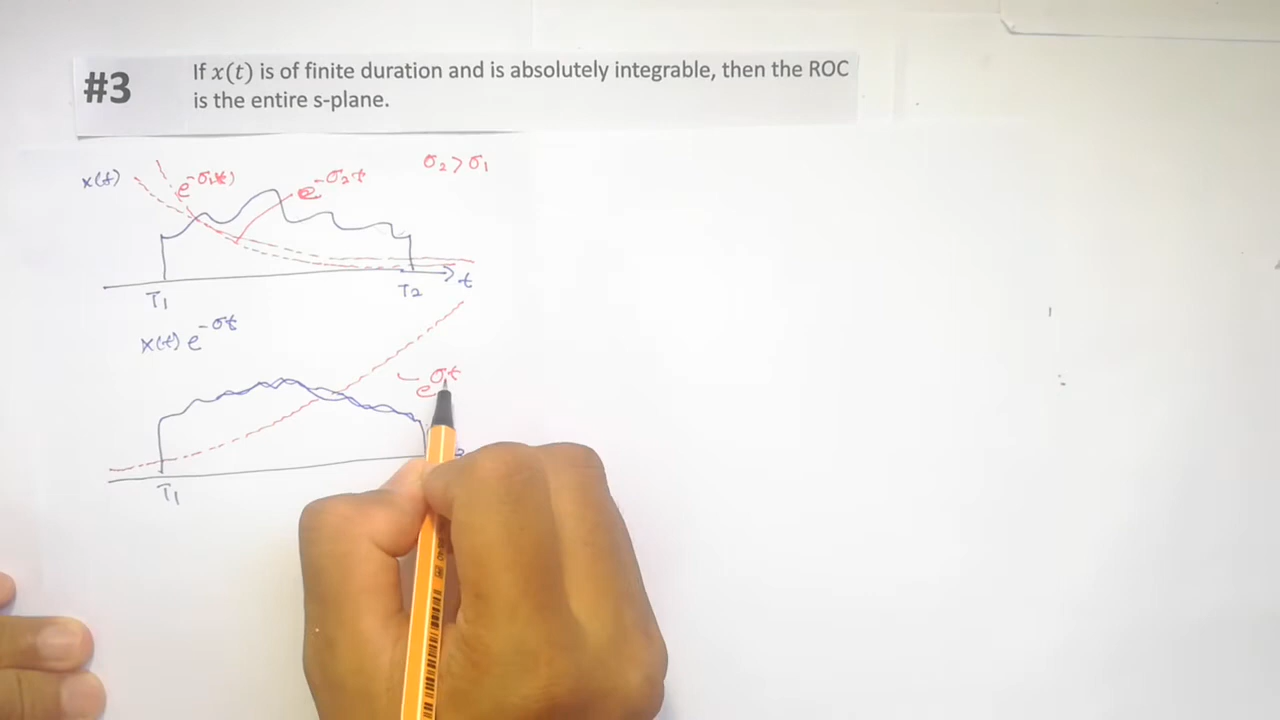 #3
If x(t) is of finite duration and is absolutely integrable, then the ROC
is the entire s-plane.
x(t)
e^-σ1t)
e^-σ2t
σ2 > σ1
T1
T2
t
x(t) e^-σt
e^σt
T1